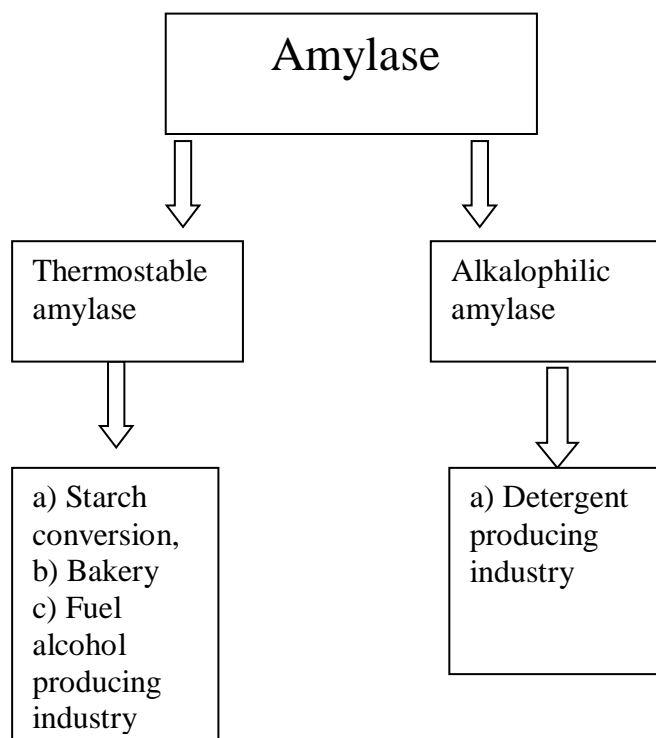 Amylase
Thermostable
amylase
Alkalophilic
amylase
a) Starch
conversion,
b) Bakery
c) Fuel
alcohol
producing
industry
a) Detergent
producing
industry